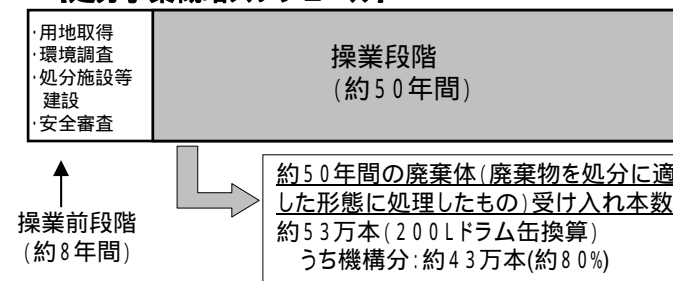 ・用地取得
・環境調査
・処分施設等
建設
・安全審査
操業段階
(約50年間)
操業前段階
(約8年間)
約50年間の廃棄体(廃棄物を処分に適
した形態に処理したもの)受け入れ本数
約53万本(200Lドラム缶換算)
うち機構分:約43万本(約80%)